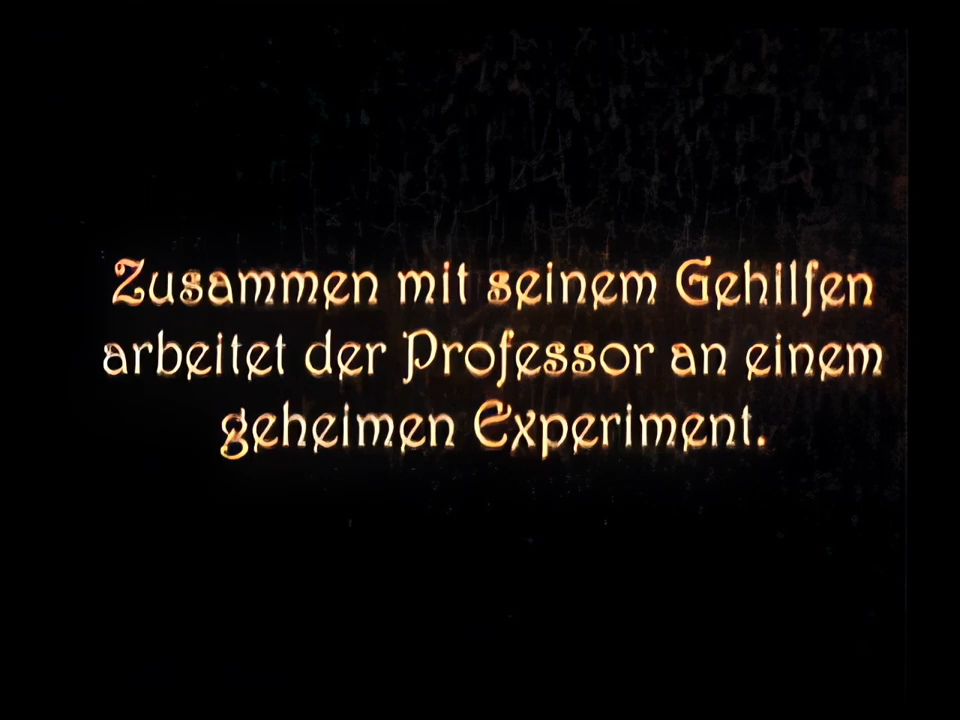 Zusammen mit seinem Gehilfen
arbeitet der Professor an einem
geheimen Experiment.